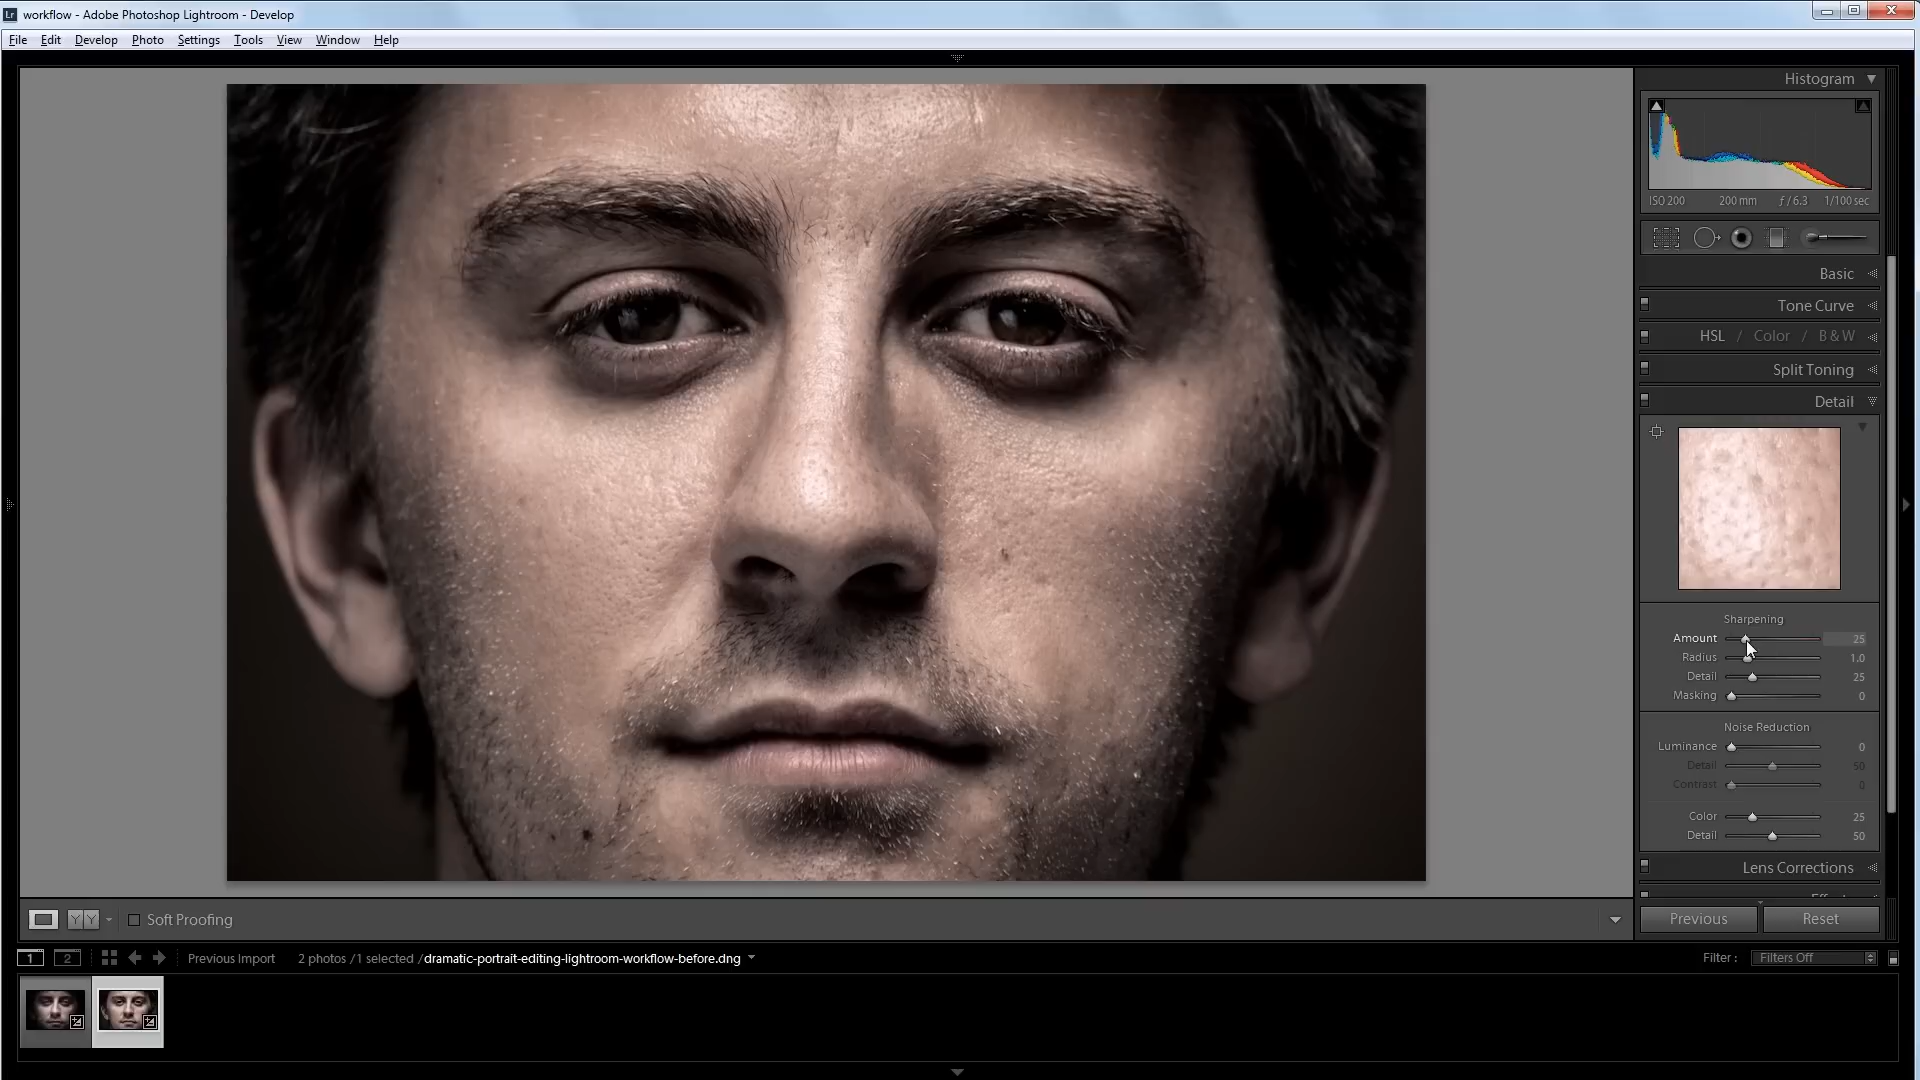 Lr workflow - Adobe Photoshop Lightroom - Develop
File Edit Develop Photo Settings Tools View Window Help
Histogram
ISO 200 200 mm ƒ / 6.3 1/100 sec
Basic
Tone Curve
HSL / Color / B & W
Split Toning
Detail
Sharpening
Amount 25
Radius 1.0
Detail 25
Masking 0
Noise Reduction
Luminance 0
Detail 50
Contrast 0
Color 25
Detail 50
Lens Corrections
Y Y Soft Proofing
Previous Reset
1 2 Previous Import 2 photos /1 selected /dramatic-portrait-editing-lightroom-workflow-before.dng Filter : Filters Off